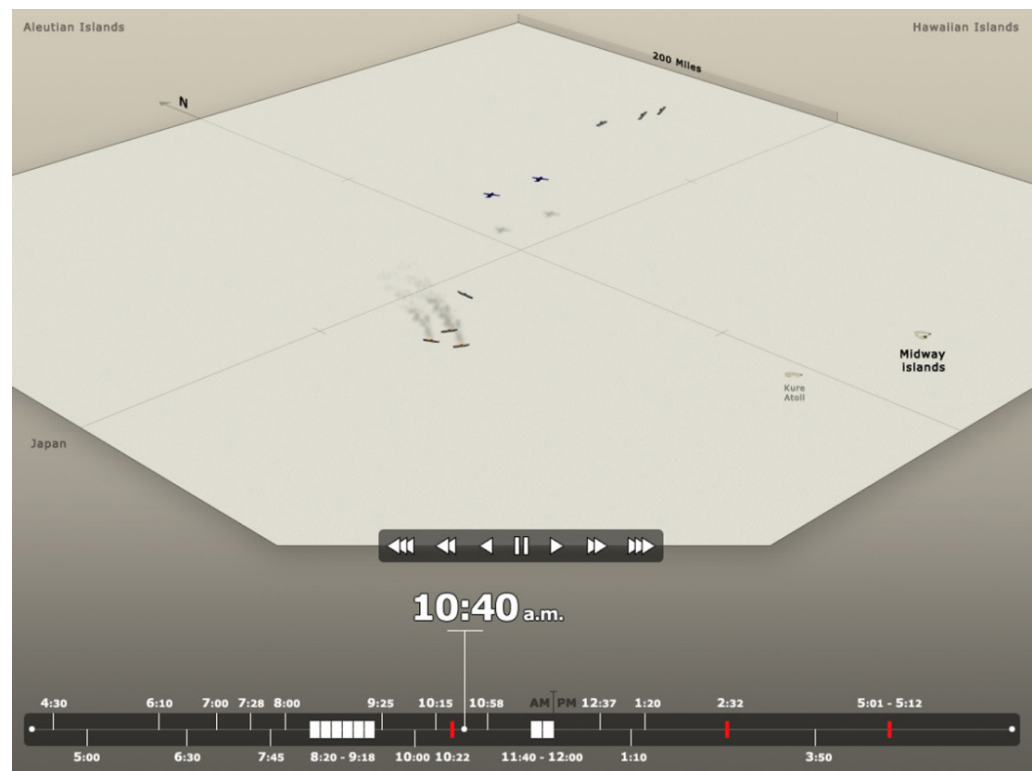 Aleutian Islands
Hawaiian Islands
200 Miles
N
Midway
islands
Kure
Atoll
Japan
10:40 a.m.
4:30 6:10 7:00 7:28 8:00 9:25 10:15 10:58 AM PM 12:37 1:20 2:32 5:01 - 5:12
5:00 6:30 7:45 8:20 - 9:18 10:00 10:22 11:40 - 12:00 1:10 3:50